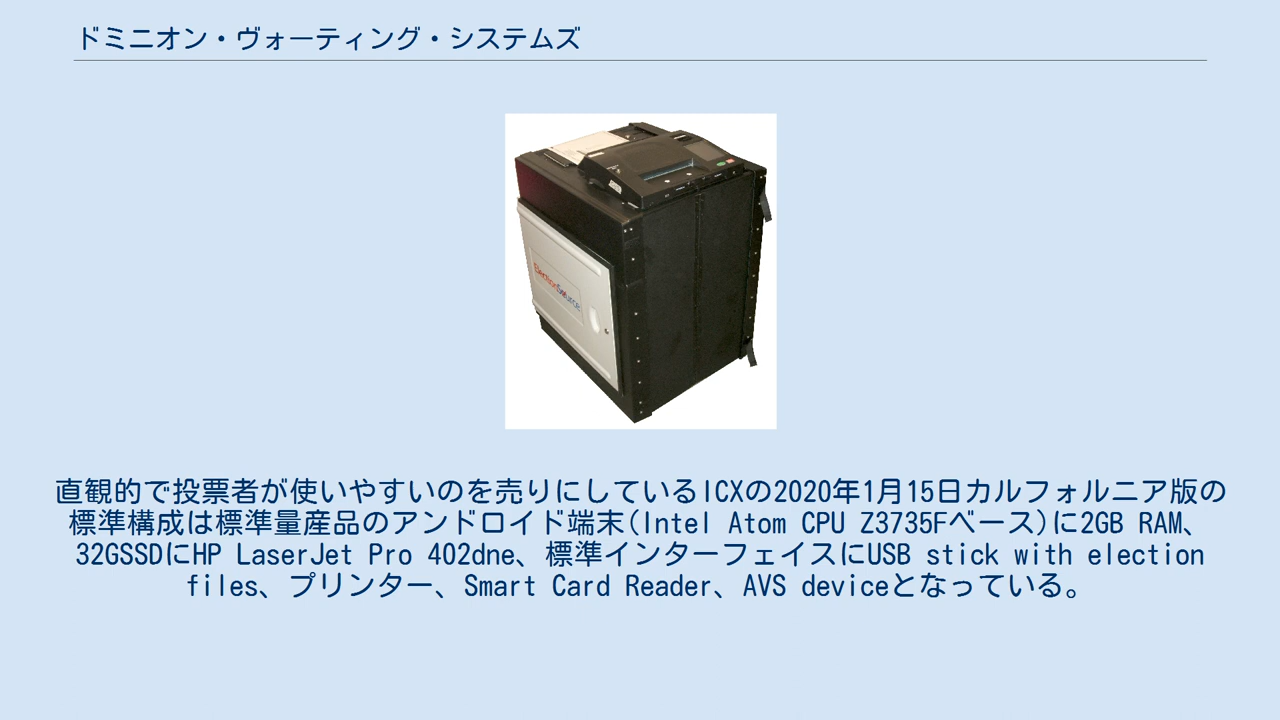 ドミニオン・ヴォーティング・システムズ
ElectionSource
直観的で投票者が使いやすいのを売りにしているICXの2020年1月15日カルフォルニア版の
標準構成は標準量産品のアンドロイド端末(Intel Atom CPU Z3735Fベース)に2GB RAM、
32GSSDにHP LaserJet Pro 402dne、標準インターフェイスにUSB stick with election
files、プリンター、Smart Card Reader、AVS deviceとなっている。